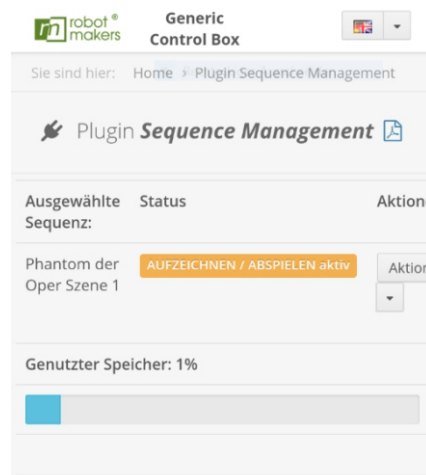 robot®
makers
Generic
Control Box
Sie sind hier: Home > Plugin Sequence Management
Plugin Sequence Management
Ausgewählte
Sequenz:
Status
Aktion
Phantom der
Oper Szene 1
AUFZEICHNEN / ABSPIELEN aktiv
Aktion
Genutzter Speicher: 1%